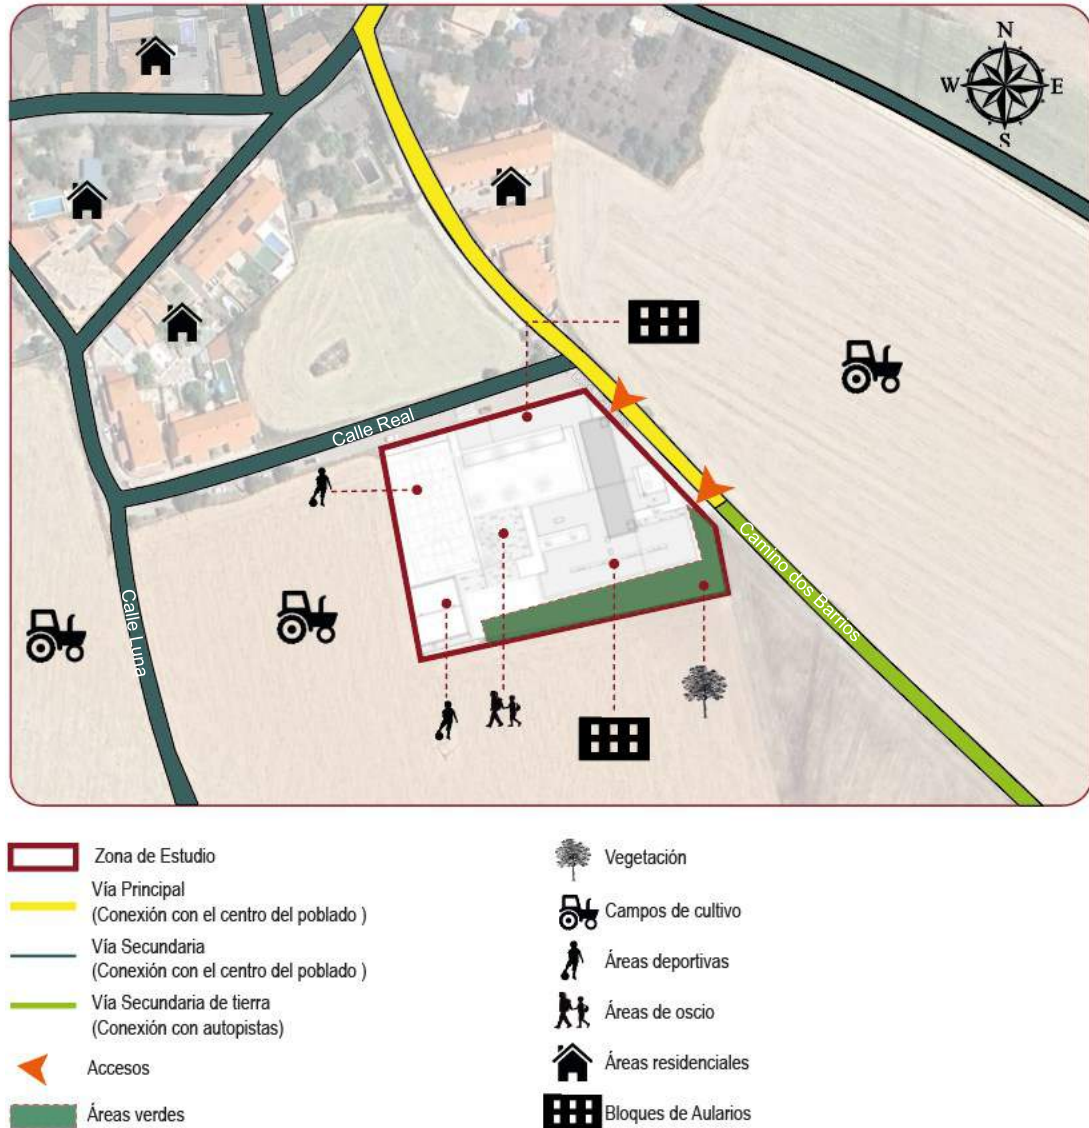 N
W E
S
Calle Real
Calle Luna
Camino dos Barrios
Zona de Estudio
Vía Principal
(Conexión con el centro del poblado )
Vía Secundaria
(Conexión con el centro del poblado )
Vía Secundaria de tierra
(Conexión con autopistas)
Accesos
Áreas verdes
Vegetación
Campos de cultivo
Áreas deportivas
Áreas de oscio
Áreas residenciales
Bloques de Aularios